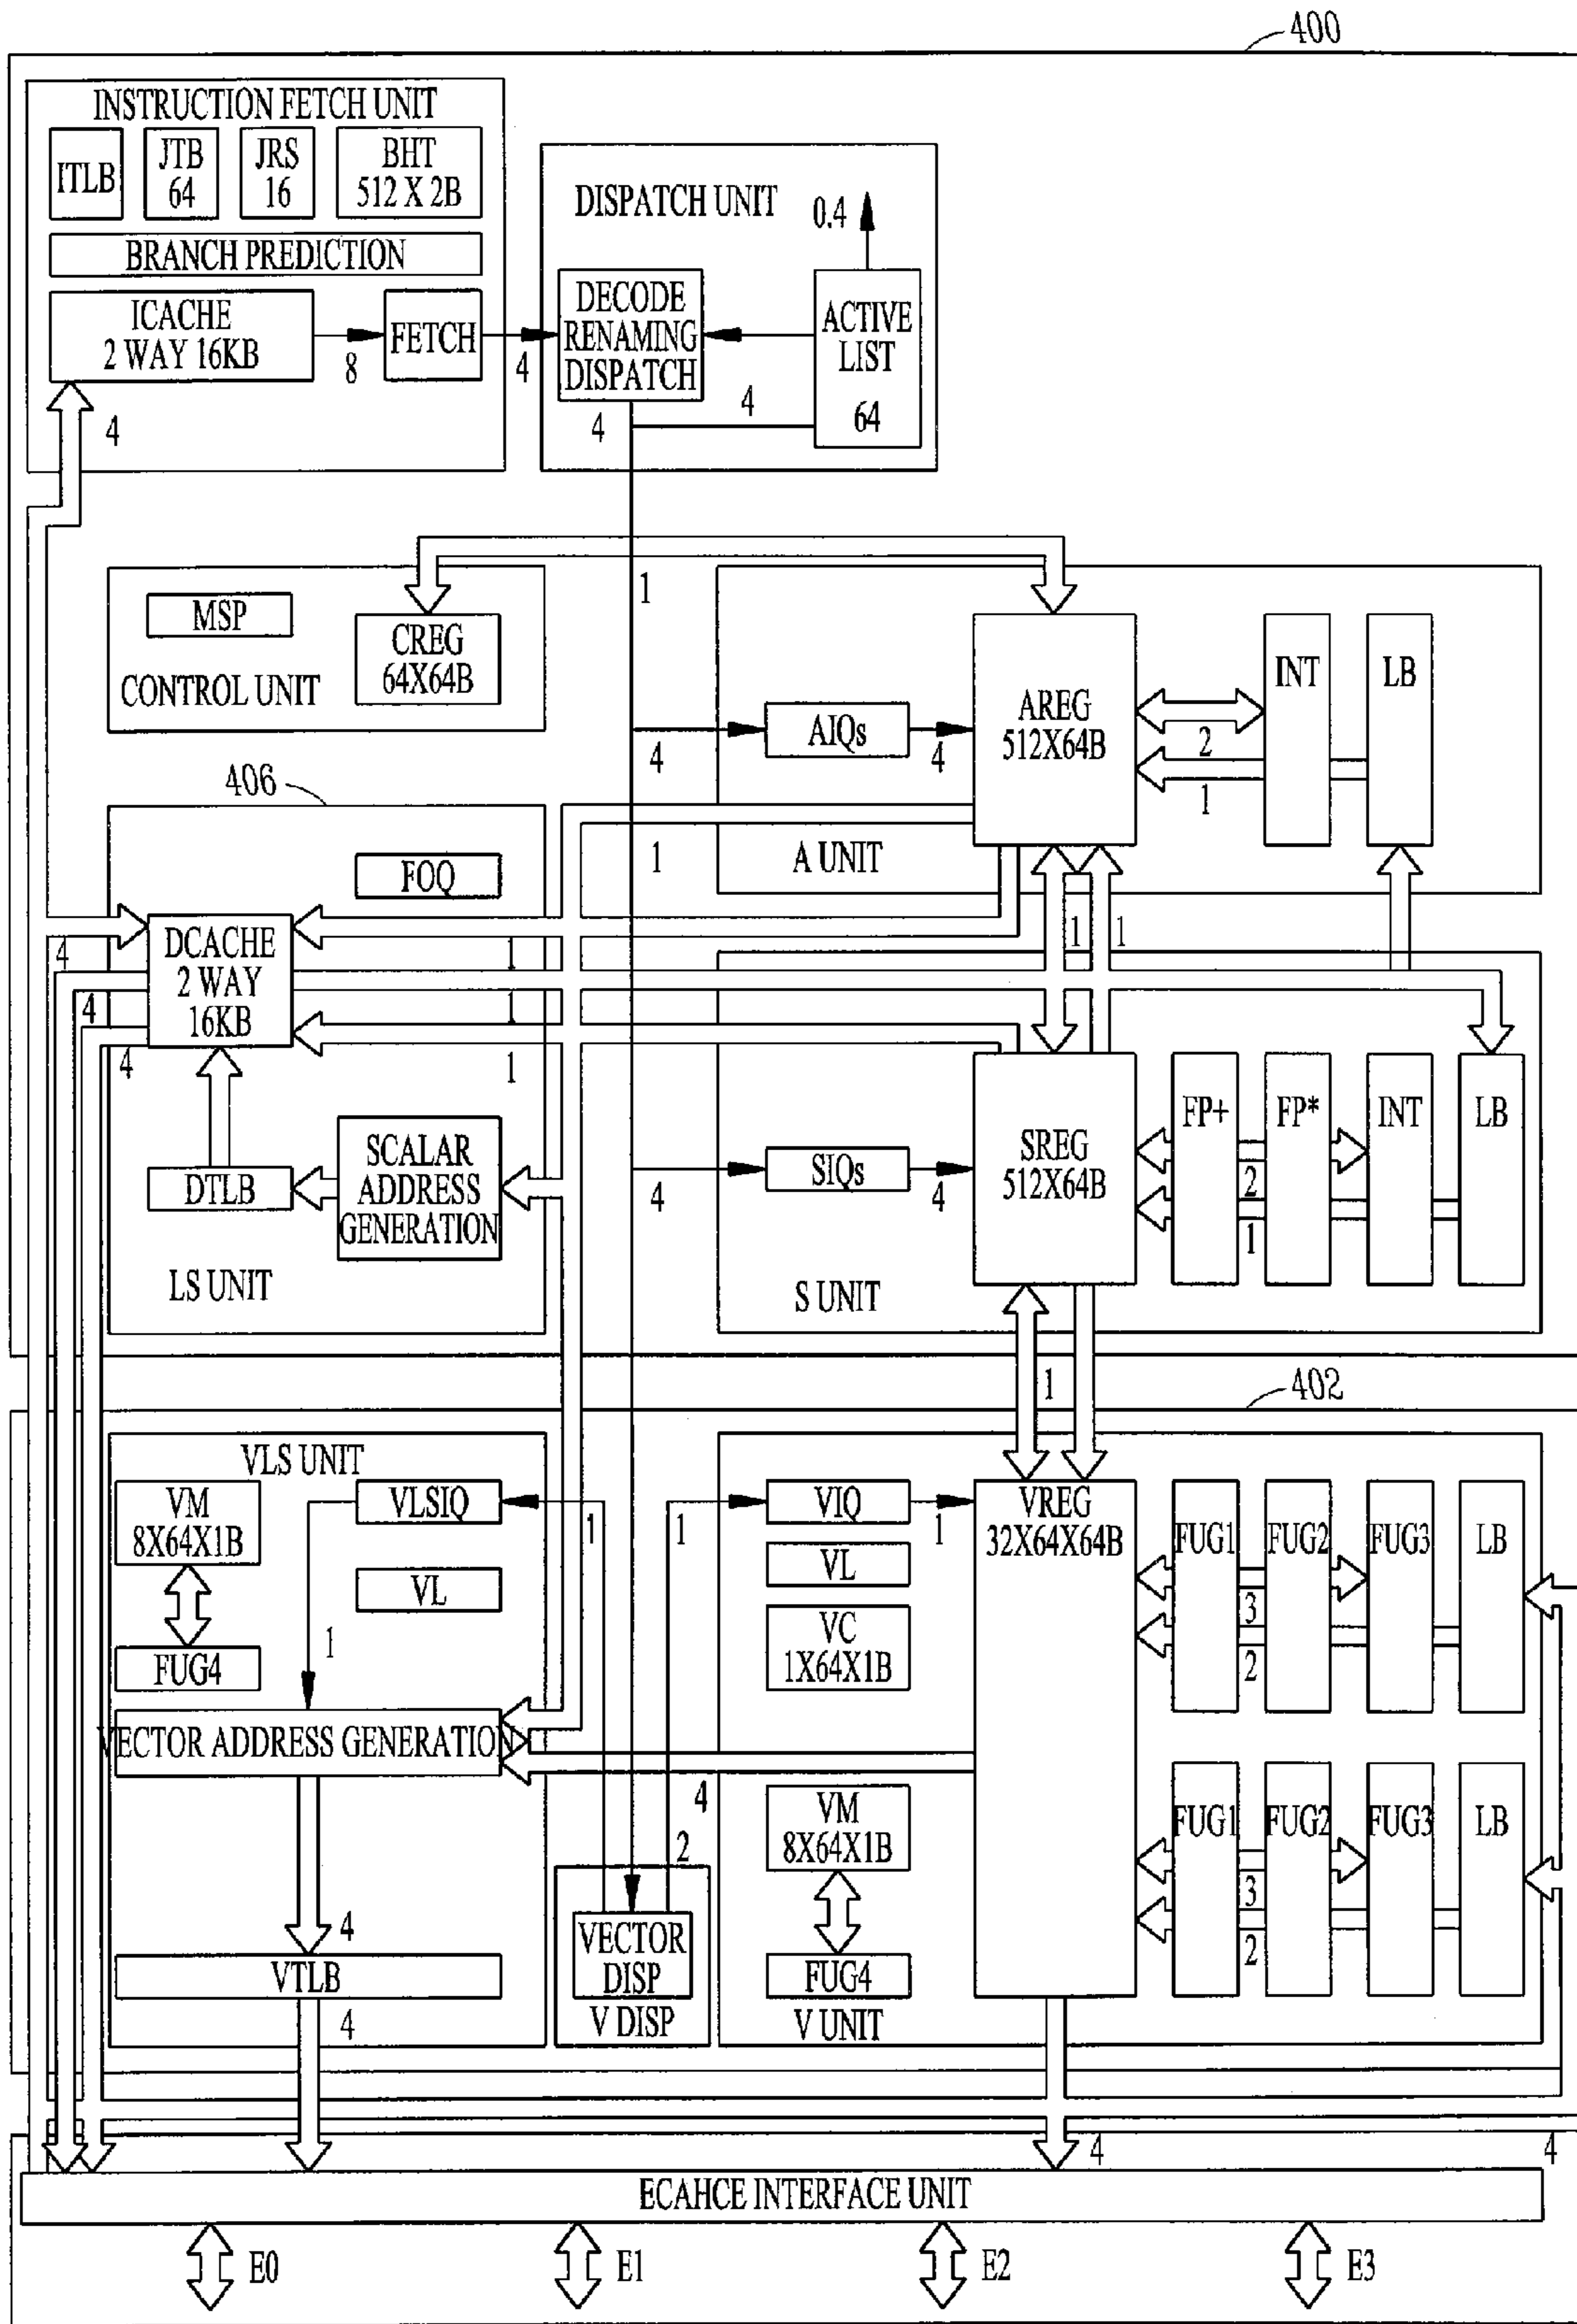 400
INSTRUCTION FETCH UNIT
ITLB
JTB
64
JRS
16
BHT
512 X 2B
BRANCH PREDICTION
ICACHE
2 WAY 16KB
8
FETCH
4
4
DISPATCH UNIT
0.4
DECODE
RENAMING
DISPATCH
ACTIVE
LIST
64
4
4
1
MSP
CONTROL UNIT
CREG
64X64B
AIQs
4
4
AREG
512X64B
INT
LB
2
1
A UNIT
1
406
FOQ
DCACHE
2 WAY
16KB
4
4
4
1
1
1
1
1
DTLB
SCALAR
ADDRESS
GENERATION
LS UNIT
SIQs
4
4
SREG
512X64B
FP+
FP*
INT
LB
2
1
S UNIT
1
402
VLS UNIT
VM
8X64X1B
VLSIQ
VL
FUG4
1
1
1
VECTOR ADDRESS GENERATION
4
VTLB
4
VIQ
1
VL
VC
1X64X1B
VREG
32X64X64B
FUG1
FUG2
FUG3
LB
3
2
4
2
VM
8X64X1B
FUG4
V UNIT
FUG1
FUG2
FUG3
LB
3
2
VECTOR
DISP
V DISP
4
4
ECAHCE INTERFACE UNIT
E0
E1
E2
E3